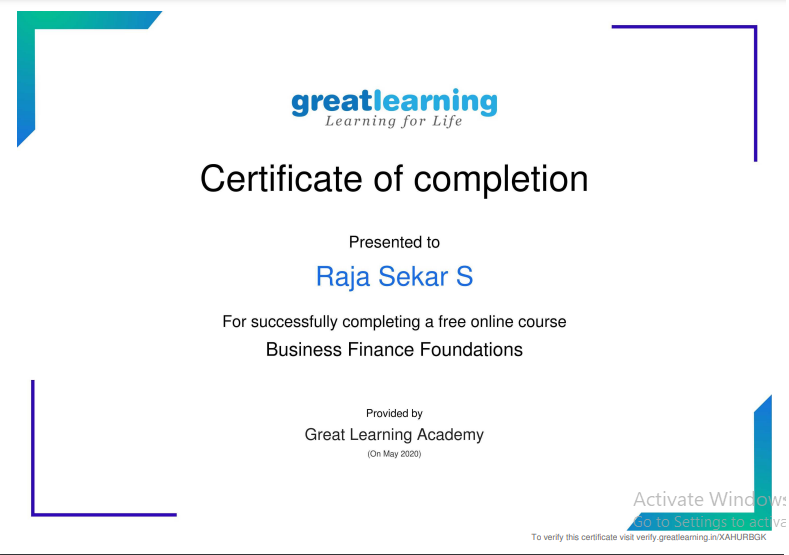 greatlearning
Learning for Life
Certificate of completion
Presented to
Raja Sekar S
For successfully completing a free online course
Business Finance Foundations
Provided by
Great Learning Academy
(On May 2020)
Activate Windows
Go to Settings to activa
To verify this certificate visit verify.greatlearning.in/XAHURBGK